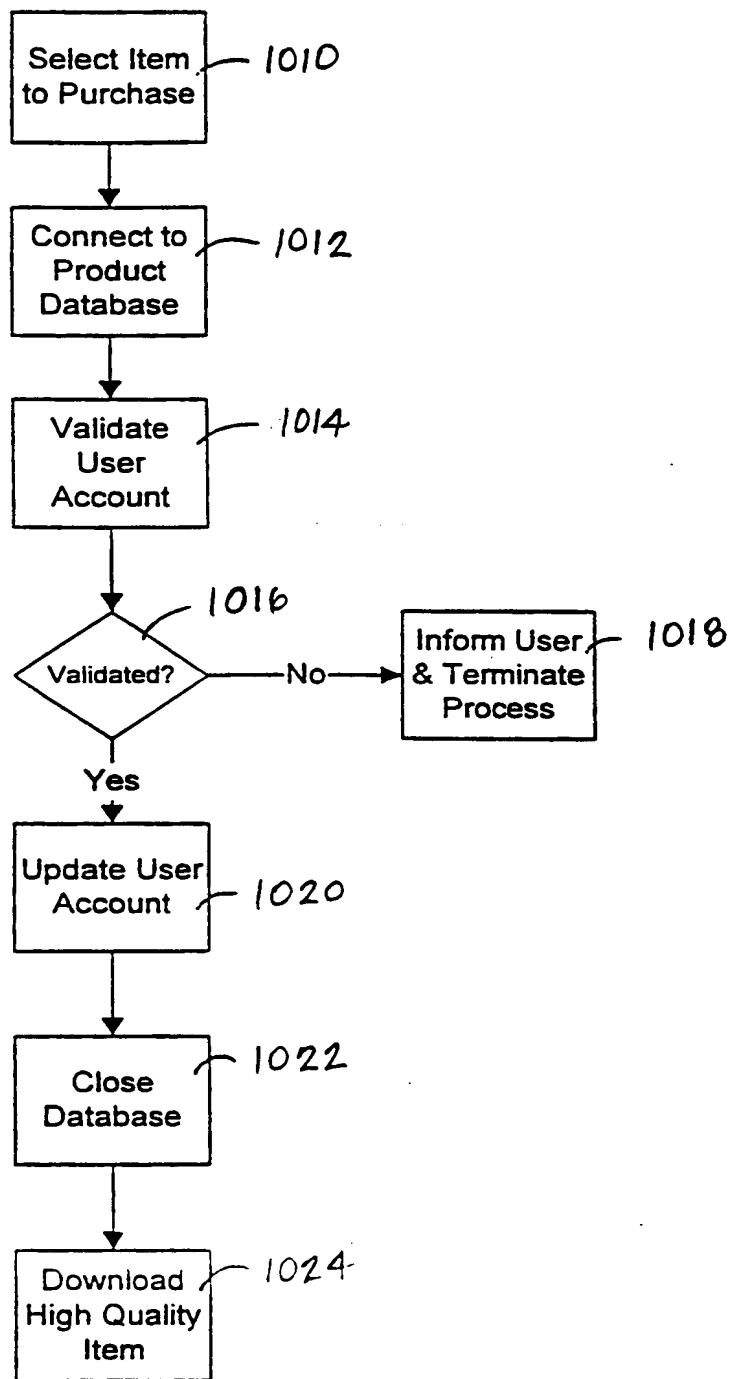 Select Item
to Purchase
1010
Connect to
Product
Database
1012
Validate
User
Account
1014
Validated?
1016
No
Inform User
& Terminate
Process
1018
Yes
Update User
Account
1020
Close
Database
1022
Download
High Quality
Item
1024